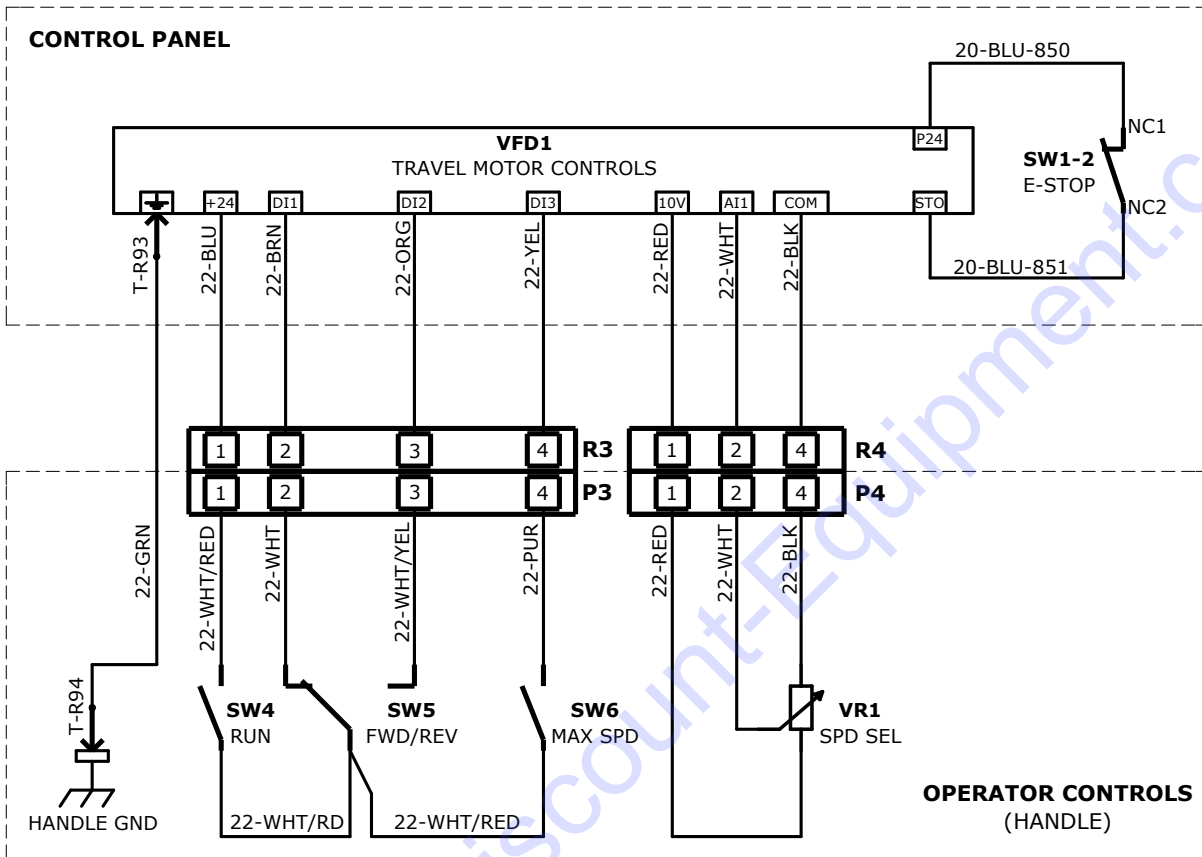 CONTROL PANEL
20-BLU-850
VFD1
TRAVEL MOTOR CONTROLS
P24
NC1
SW1-2
E-STOP
NC2
+24
DI1
DI2
DI3
10V
AI1
COM
STO
20-BLU-851
T-R93
22-BLU
22-BRN
22-ORG
22-YEL
22-RED
22-WHT
22-BLK
1
2
3
4
R3
1
2
4
R4
1
2
3
4
P3
1
2
4
P4
22-GRN
22-WHT/RED
22-WHT
22-WHT/YEL
22-PUR
22-RED
22-WHT
22-BLK
T-R94
SW4
RUN
SW5
FWD/REV
SW6
MAX SPD
VR1
SPD SEL
HANDLE GND
22-WHT/RD
22-WHT/RED
OPERATOR CONTROLS
(HANDLE)
iscount-Equipment.c